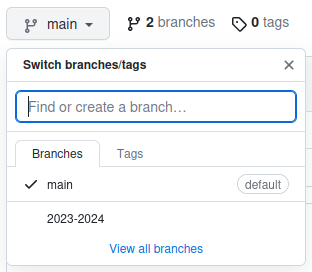 main 2 branches 0 tags
Switch branches/tags
Find or create a branch…
Branches Tags
main default
2023-2024
View all branches